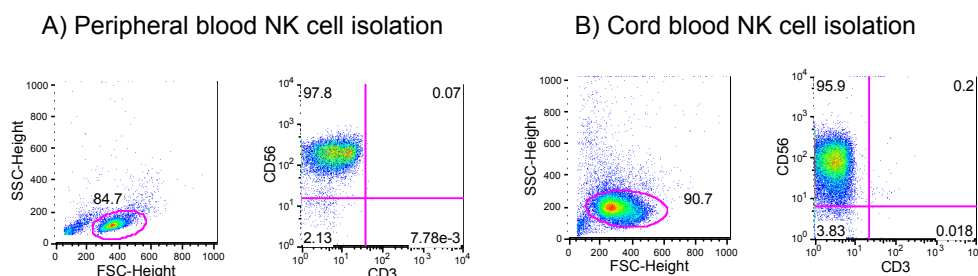 A) Peripheral blood NK cell isolation
B) Cord blood NK cell isolation
1000
800
600
400
200
0
SSC-Height
84.7
0 200 400 600 800 1000
FSC-Height
10^4
10^3
10^2
10^1
10^0
CD56
97.8 0.07
2.13 7.78e-3
10^0 10^1 10^2 10^3 10^4
CD3
1000
800
600
400
200
0
SSC-Height
90.7
0 200 400 600 800 1000
FSC-Height
10^4
10^3
10^2
10^1
10^0
CD56
95.9 0.2
3.83 0.018
10^0 10^1 10^2 10^3 10^4
CD3